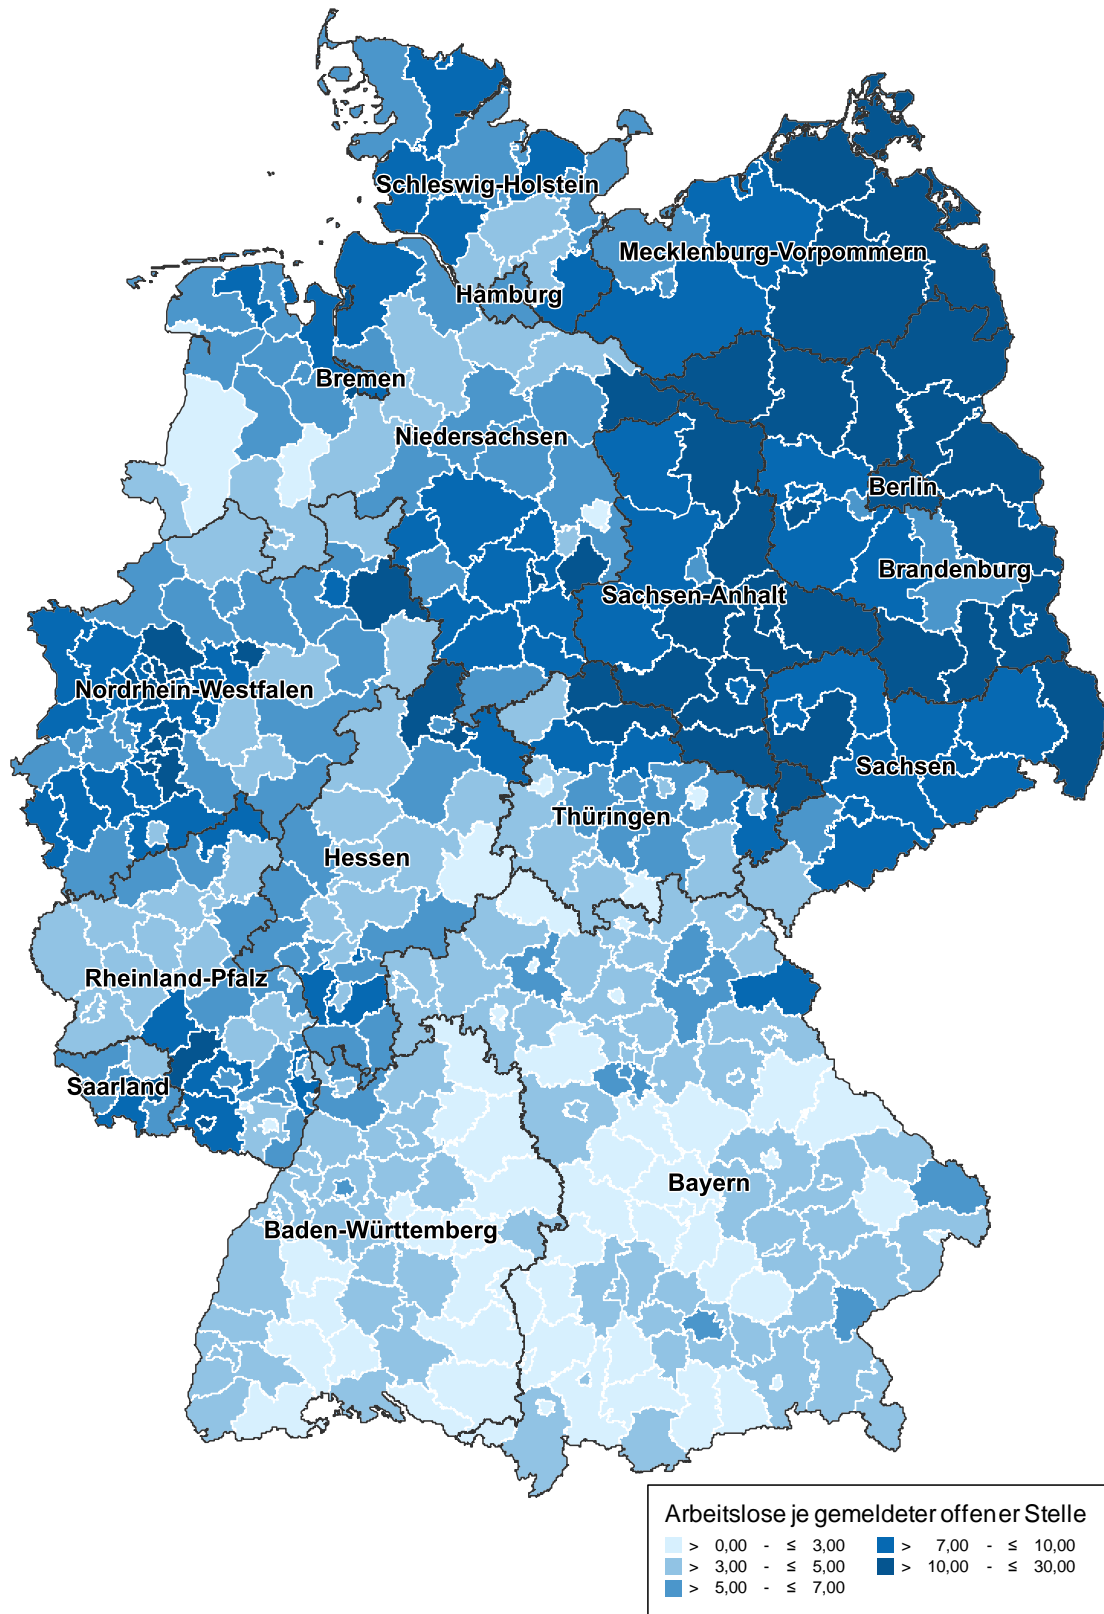 Schleswig-Holstein
Mecklenburg-Vorpommern
Hamburg
Bremen
Niedersachsen
Berlin
Brandenburg
Sachsen-Anhalt
Nordrhein-Westfalen
Sachsen
Thüringen
Hessen
Rheinland-Pfalz
Saarland
Bayern
Baden-Württemberg
Arbeitslose je gemeldeter offener Stelle
> 0,00 - ≤ 3,00
> 3,00 - ≤ 5,00
> 5,00 - ≤ 7,00
> 7,00 - ≤ 10,00
> 10,00 - ≤ 30,00